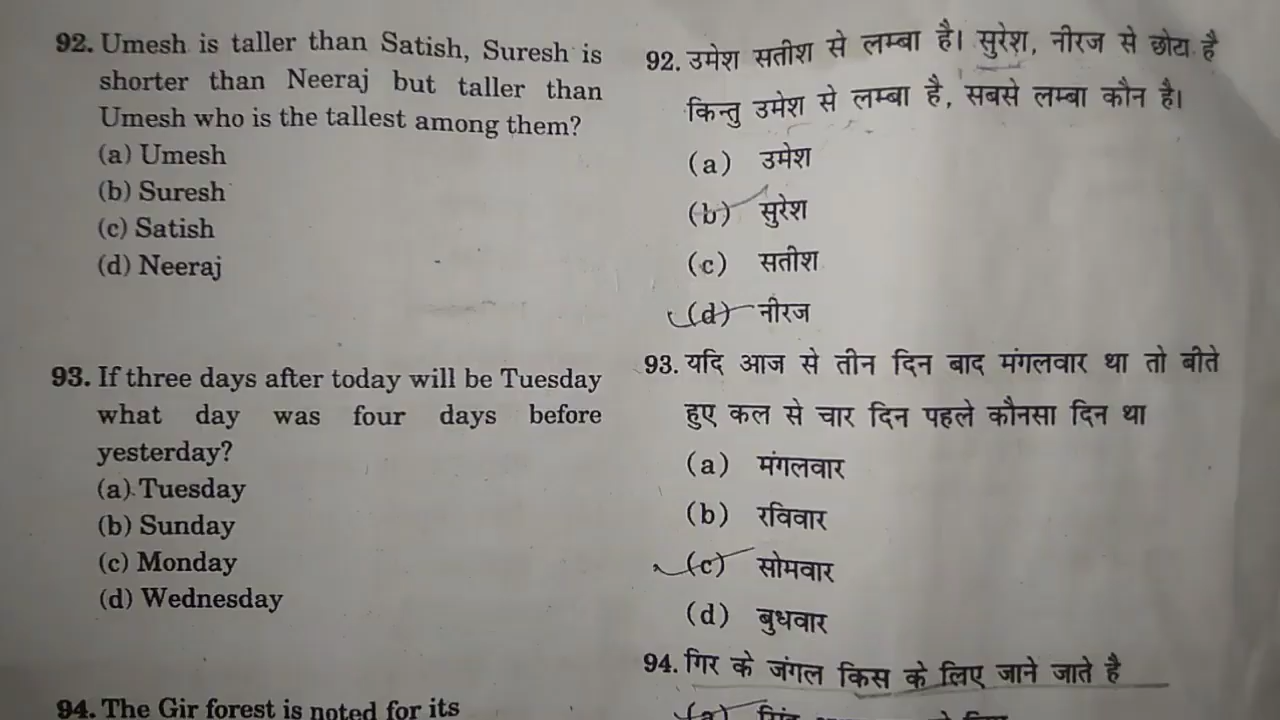 92. Umesh is taller than Satish, Suresh is
shorter than Neeraj but taller than
Umesh who is the tallest among them?
(a) Umesh
(b) Suresh
(c) Satish
(d) Neeraj
93. If three days after today will be Tuesday
what day was four days before
yesterday?
(a) Tuesday
(b) Sunday
(c) Monday
(d) Wednesday
94. The Gir forest is noted for its
92. उमेश सतीश से लम्बा है। सुरेश, नीरज से छोटा है
किन्तु उमेश से लम्बा है, सबसे लम्बा कौन है।
(a) उमेश
(b) सुरेश
(c) सतीश
(d) नीरज
93. यदि आज से तीन दिन बाद मंगलवार था तो बीते
हुए कल से चार दिन पहले कौनसा दिन था
(a) मंगलवार
(b) रविवार
(c) सोमवार
(d) बुधवार
94. गिर के जंगल किस के लिए जाने जाते है
(a)